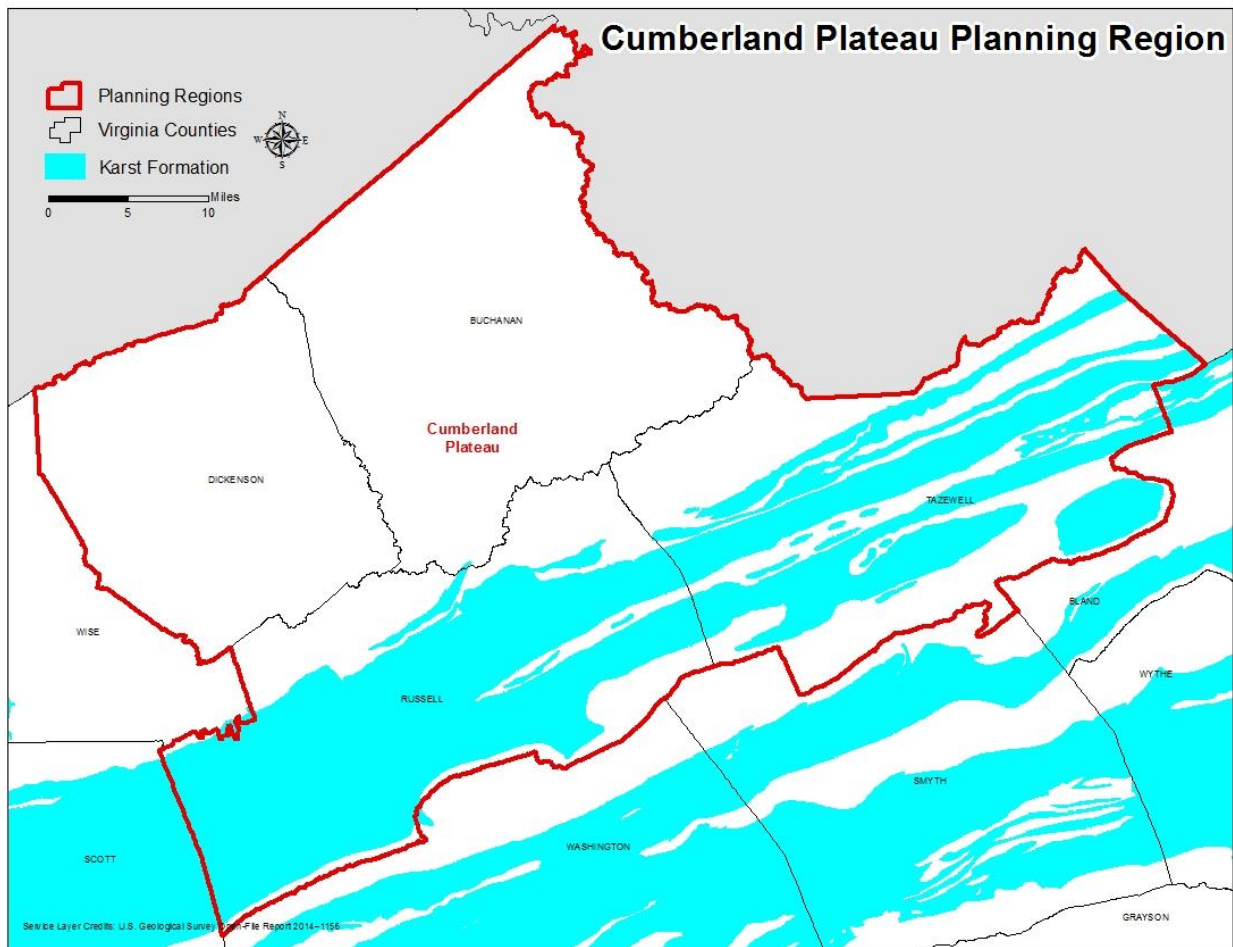 Cumberland Plateau Planning Region
Planning Regions
Virginia Counties
Karst Formation
N
W E
S
Miles
0 5 10
BUCHANAN
Cumberland
Plateau
DICKENSON
TAZEWELL
BLAND
WISE
WYTHE
RUSSELL
SMYTH
WASHINGTON
SCOTT
GRAYSON
Service Layer Credits: U.S. Geological Survey Open-File Report 2014-1156